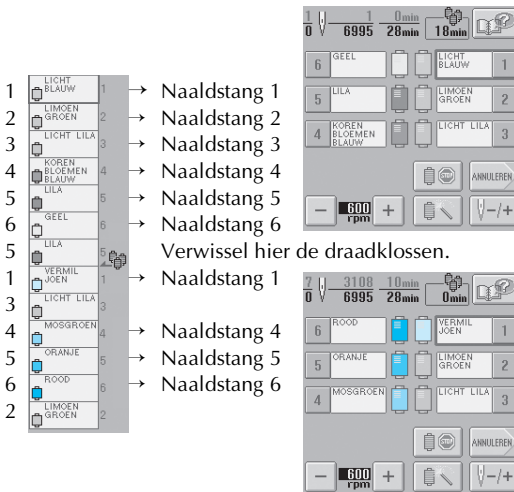 1 LICHT BLAUW 1 → Naaldstang 1
2 LIMOEN GROEN 2 → Naaldstang 2
3 LICHT LILA 3 → Naaldstang 3
4 KOREN BLOEMEN BLAUW 4 → Naaldstang 4
5 LILA 5 → Naaldstang 5
6 GEEL 6 → Naaldstang 6
5 LILA 5 Verwissel hier de draadklossen.
1 VERMIL JOEN 1 → Naaldstang 1
3 LICHT LILA 3
4 MOSGROEN 4 → Naaldstang 4
5 ORANJE 5 → Naaldstang 5
6 ROOD 6 → Naaldstang 6
2 LIMOEN GROEN 2
1 1 0min
0 6995 28min 18min
6 GEEL LICHT BLAUW 1
5 LILA LIMOEN GROEN 2
4 KOREN BLOEMEN BLAUW LICHT LILA 3
STOP ANNULEREN
− 600 rpm + −/+
7 3108 10min
0 6995 28min 0min
6 ROOD VERMIL JOEN 1
5 ORANJE LIMOEN GROEN 2
4 MOSGROEN LICHT LILA 3
STOP ANNULEREN
− 600 rpm + −/+